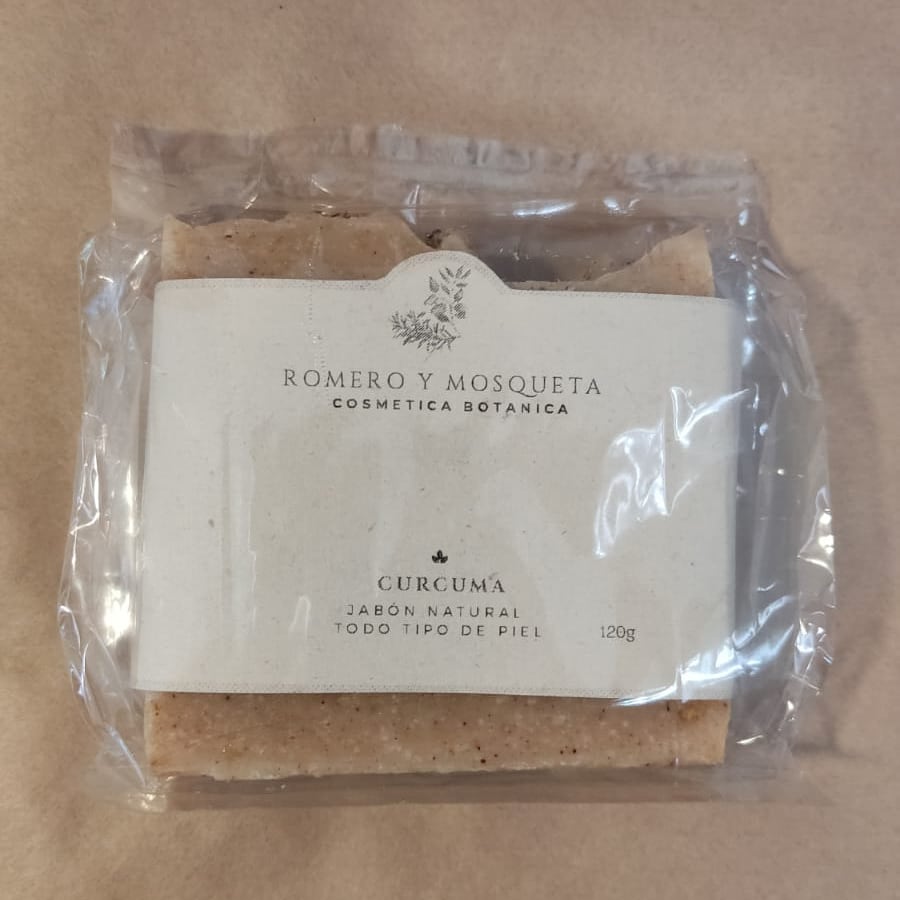 ROMERO Y MOSQUETA
COSMETICA BOTANICA
CURCUMA
JABÓN NATURAL
TODO TIPO DE PIEL 120g